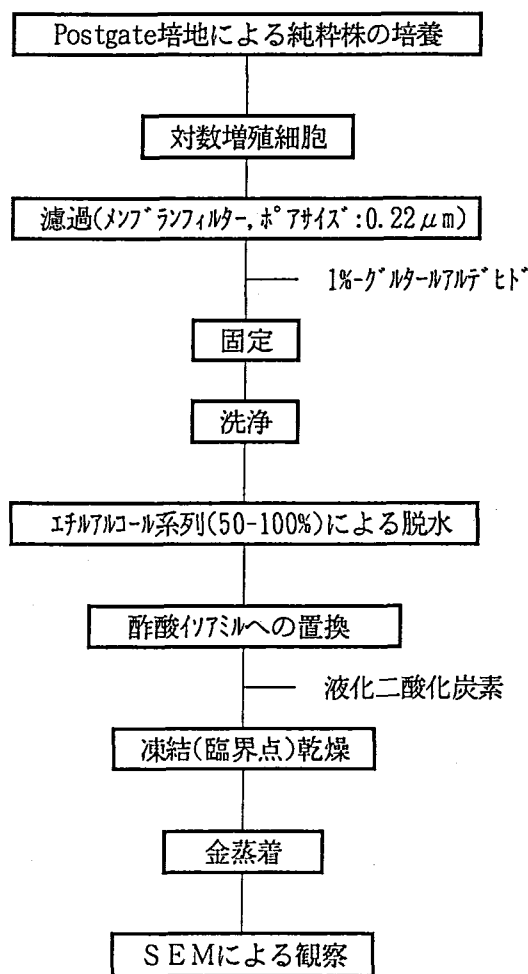 Postgate培地による純粋株の培養
対数増殖細胞
濾過(ﾒﾝﾌﾞﾗﾝﾌｨﾙﾀｰ,ﾎﾟｱｻｲｽﾞ:0.22μm)
1%-ｸﾞﾙﾀｰﾙｱﾙﾃﾞﾋﾄﾞ
固定
洗浄
ｴﾁﾙｱﾙｺｰﾙ系列(50-100%)による脱水
酢酸ｲｿｱﾐﾙへの置換
液化二酸化炭素
凍結(臨界点)乾燥
金蒸着
ＳＥＭによる観察